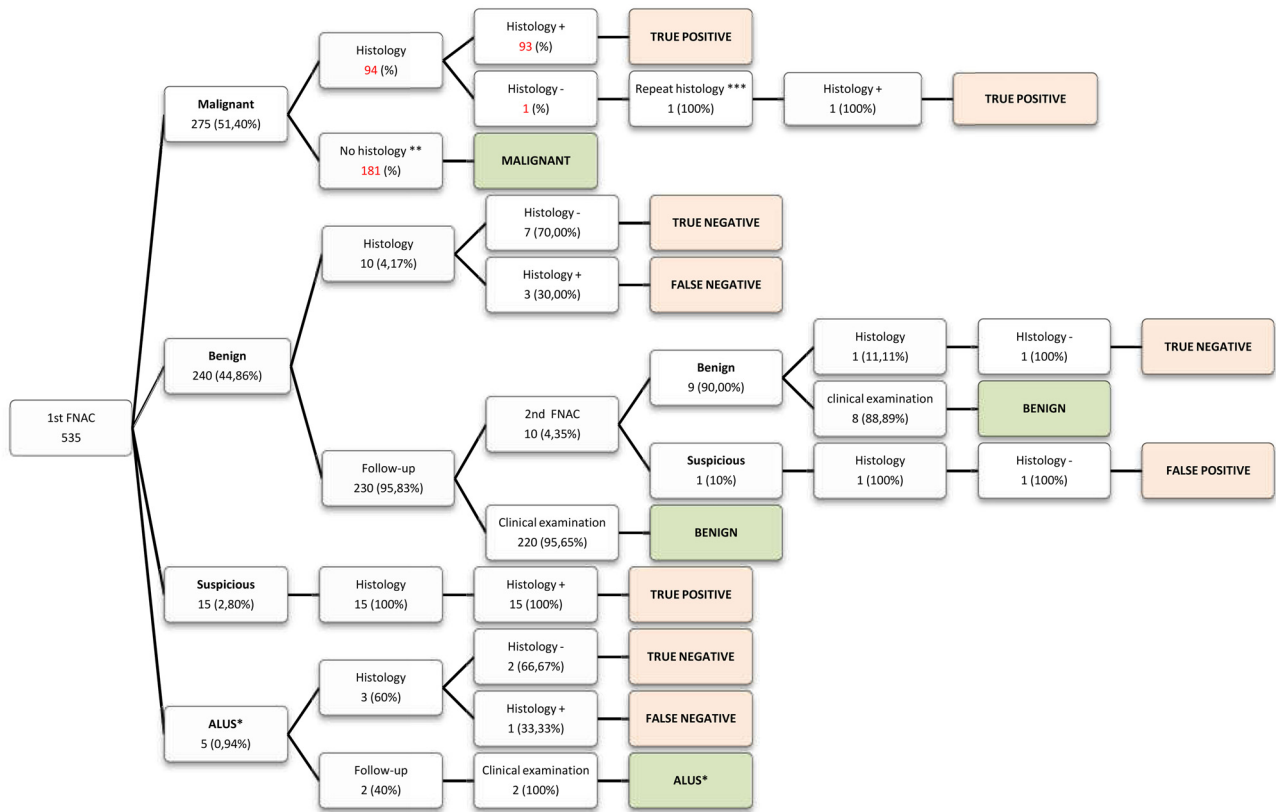 1st FNAC
535
Malignant
275 (51,40%)
Histology
94 (%)
Histology +
93 (%)
TRUE POSITIVE
Histology -
1 (%)
Repeat histology ***
1 (100%)
Histology +
1 (100%)
TRUE POSITIVE
No histology **
181 (%)
MALIGNANT
Benign
240 (44,86%)
Histology
10 (4,17%)
Histology -
7 (70,00%)
TRUE NEGATIVE
Histology +
3 (30,00%)
FALSE NEGATIVE
Follow-up
230 (95,83%)
2nd FNAC
10 (4,35%)
Benign
9 (90,00%)
Histology
1 (11,11%)
HIstology -
1 (100%)
TRUE NEGATIVE
clinical examination
8 (88,89%)
BENIGN
Suspicious
1 (10%)
Histology
1 (100%)
Histology -
1 (100%)
FALSE POSITIVE
Clinical examination
220 (95,65%)
BENIGN
Suspicious
15 (2,80%)
Histology
15 (100%)
Histology +
15 (100%)
TRUE POSITIVE
ALUS*
5 (0,94%)
Histology
3 (60%)
Histology -
2 (66,67%)
TRUE NEGATIVE
Histology +
1 (33,33%)
FALSE NEGATIVE
Follow-up
2 (40%)
Clinical examination
2 (100%)
ALUS*